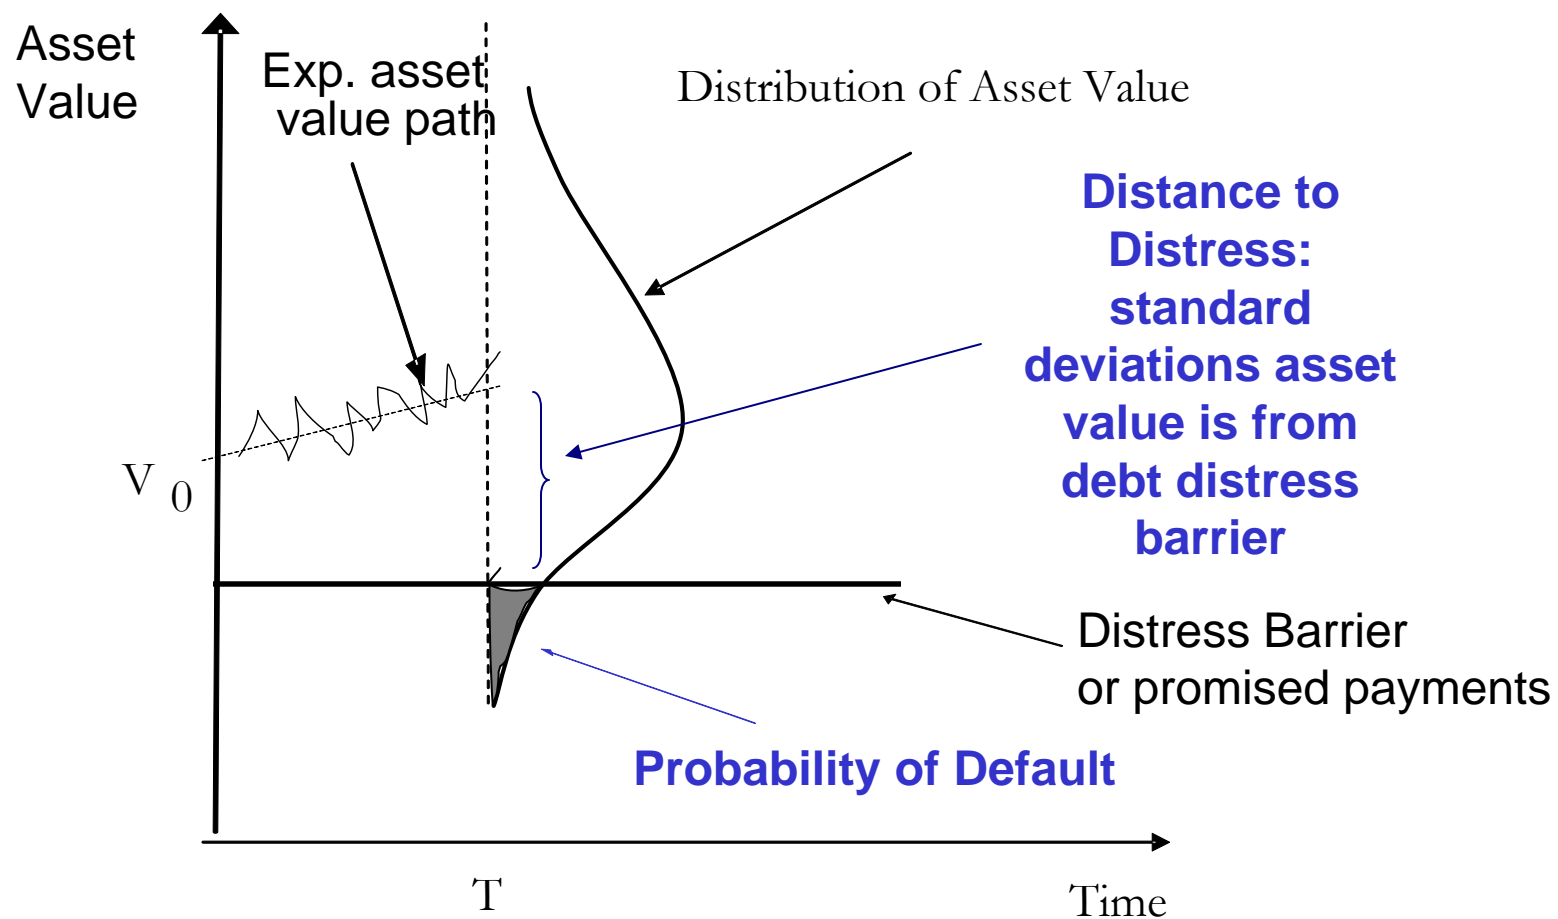 Asset
Value
Exp. asset
value path
Distribution of Asset Value
Distance to
Distress:
standard
deviations asset
value is from
debt distress
barrier
V 0
Distress Barrier
or promised payments
Probability of Default
T
Time